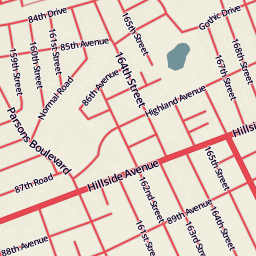 84th Drive
165th Street
Gothic Drive
85th Avenue
159th Street
160th Street
161st Street
164th Street
167th Street
168th Street
Normal Road
86th Avenue
Highland Avenue
Parsons Boulevard
Hills
87th Road
Hillside Avenue
165th Street
162nd Street
89th Avenue
164th Street
88th Avenue
161st Street
163rd Street